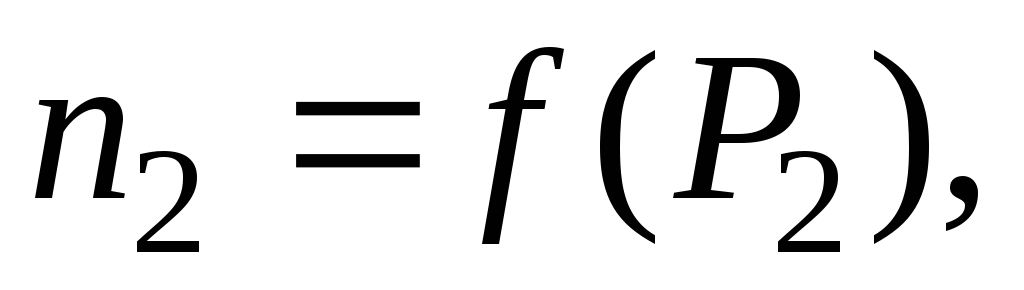 n₂ = f (P₂),